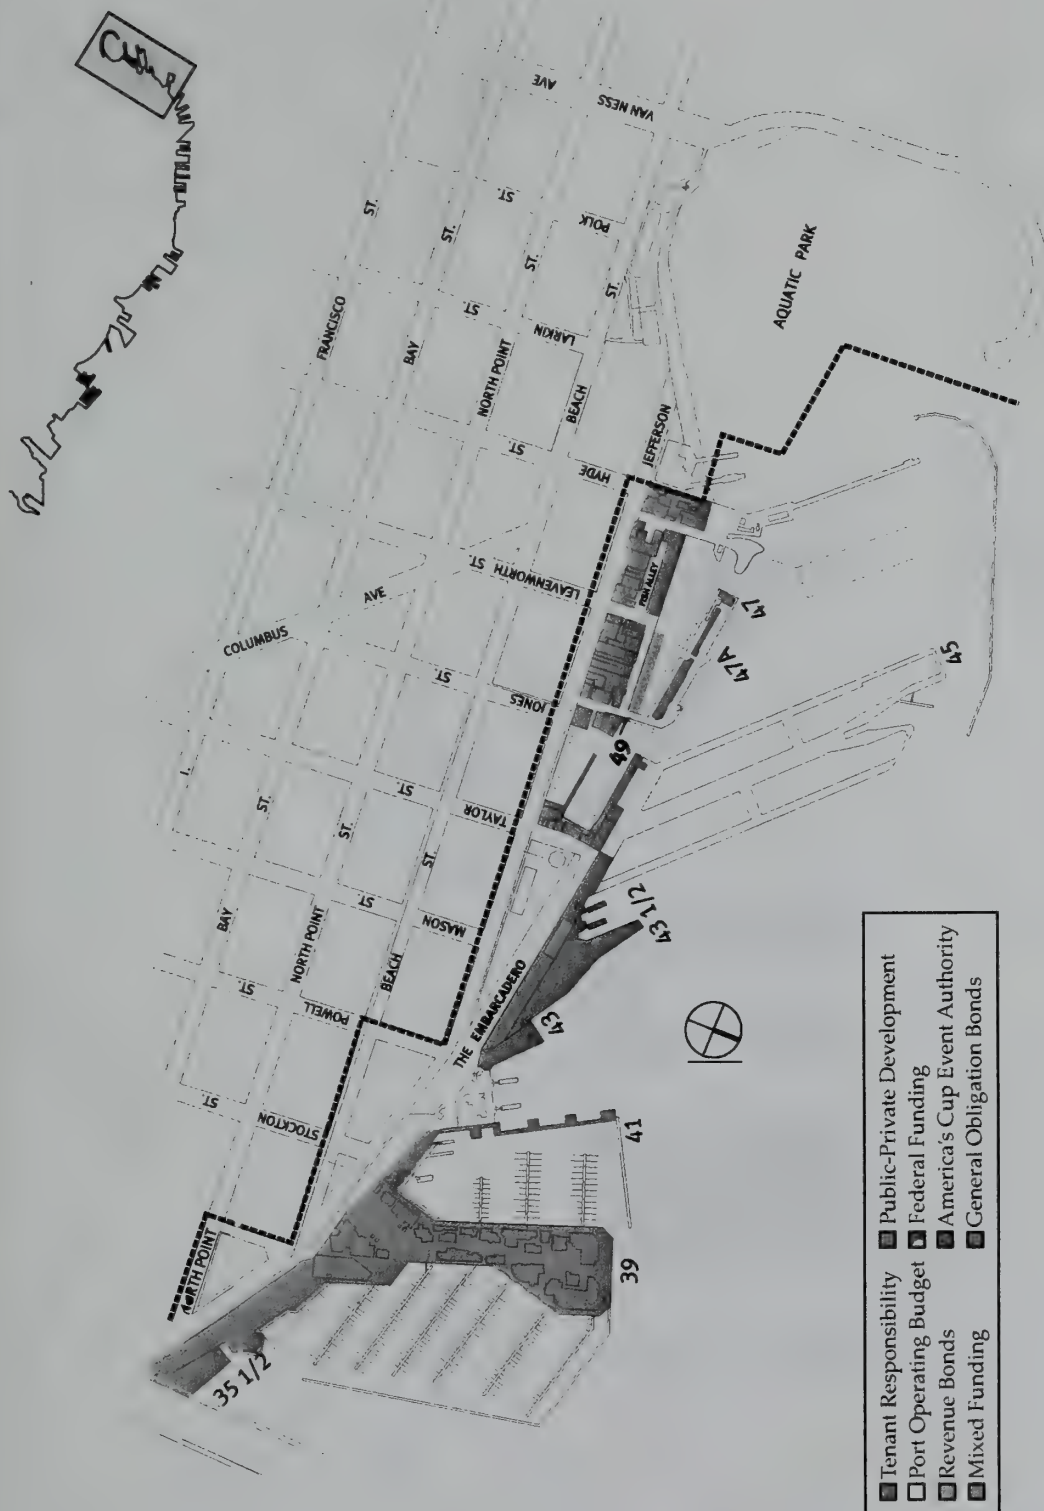 VAN NESS AVE
POLK ST.
LARKIN ST
HYDE ST
LEAVENWORTH ST.
COLUMBUS AVE
JONES ST
TAYLOR ST.
MASON ST
POWELL ST.
STOCKTON ST
FRANCISCO ST.
BAY ST.
NORTH POINT ST.
BEACH ST.
JEFFERSON
AQUATIC PARK
FISH ALLEY
BAY ST.
NORTH POINT ST.
BEACH ST.
THE EMBARCADERO
NORTH POINT
47
47A
45
49
43 1/2
43
41
39
35 1/2
Tenant Responsibility
Port Operating Budget
Revenue Bonds
Mixed Funding
Public-Private Development
Federal Funding
America's Cup Event Authority
General Obligation Bonds